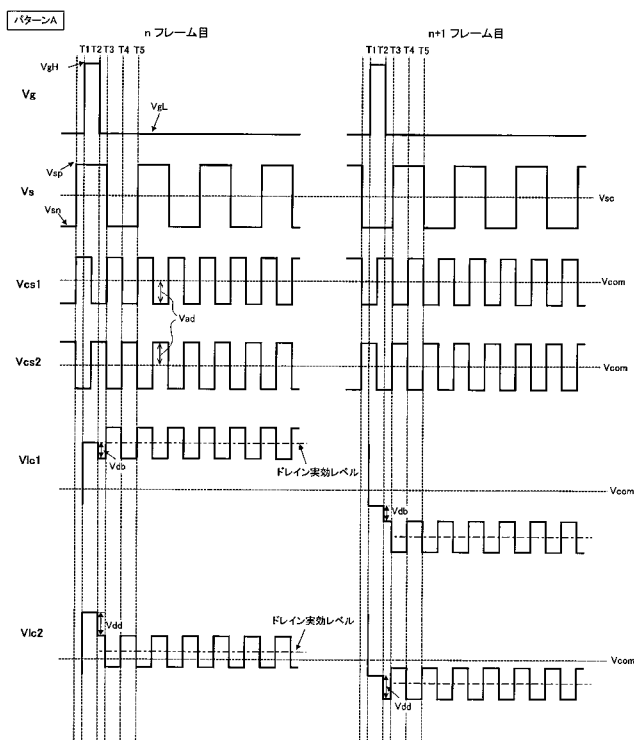 パターンA
n フレーム目
n+1 フレーム目
T1 T2 T3 T4 T5
T1 T2 T3 T4 T5
VgH
Vg
VgL
Vsp
Vs
Vsn
Vsc
Vcs1
Vcom
Vad
Vcs2
Vcom
Vlc1
Vdb
ドレイン実効レベル
Vcom
Vdb
Vlc2
Vdd
ドレイン実効レベル
Vcom
Vdd